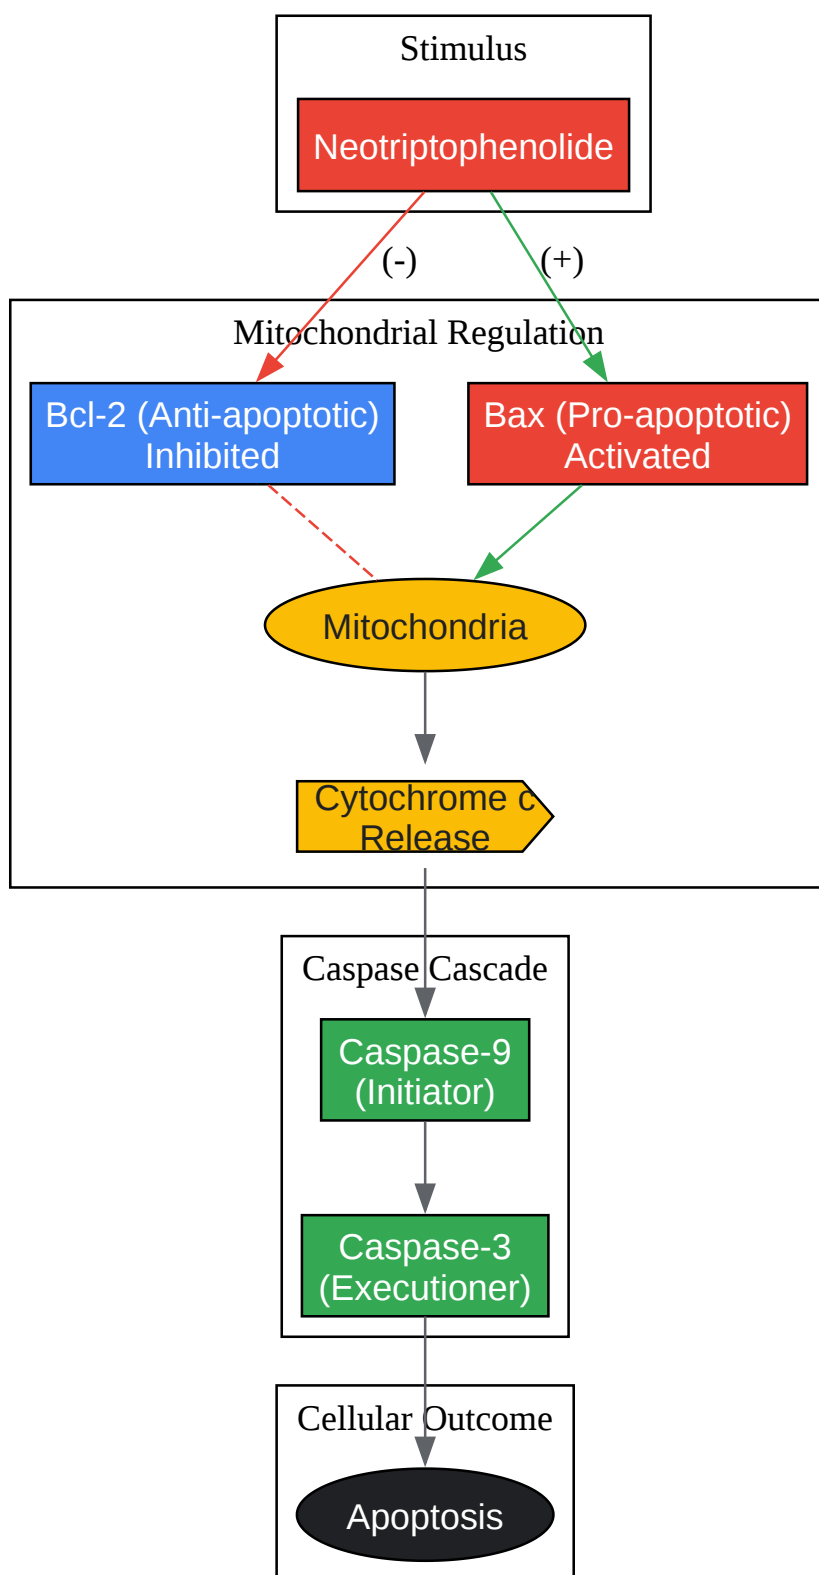 Stimulus
Neotriptophenolide
(-)
(+)
Mitochondrial Regulation
Bcl-2 (Anti-apoptotic)
Inhibited
Bax (Pro-apoptotic)
Activated
Mitochondria
Cytochrome c
Release
Caspase Cascade
Caspase-9
(Initiator)
Caspase-3
(Executioner)
Cellular Outcome
Apoptosis